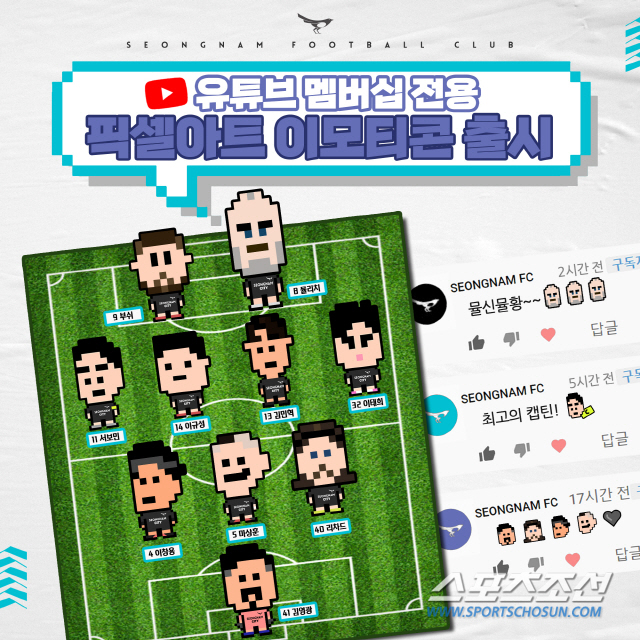 SEONGNAM FOOTBALL CLUB
유튜브 멤버십 전용
픽셀아트 이모티콘 출시
9 부쉬
8 뮬리치
11 서보민
14 이규성
13 김민혁
32 이태희
4 이창용
5 마상훈
40 리차드
41 김영광
SEONGNAM FC
2시간 전
뮬신뮬황~~
답글
SEONGNAM FC
5시간 전
최고의 캡틴!
답글
SEONGNAM FC
17시간 전
답글
스포츠조선
WWW.SPORTSCHOSUN.COM